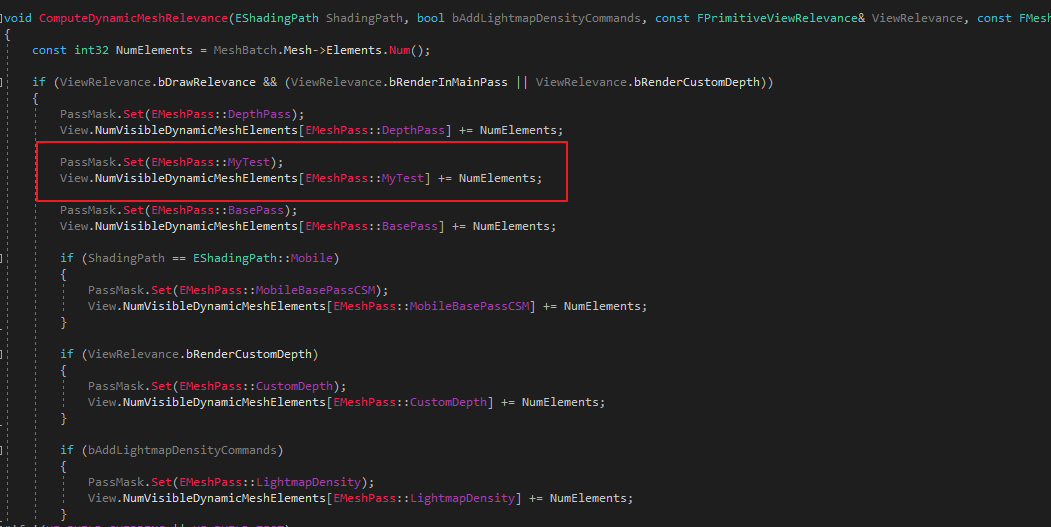 void ComputeDynamicMeshRelevance(EShadingPath ShadingPath, bool bAddLightmapDensityCommands, const FPrimitiveViewRelevance& ViewRelevance, const FMesh
{
const int32 NumElements = MeshBatch.Mesh->Elements.Num();
if (ViewRelevance.bDrawRelevance && (ViewRelevance.bRenderInMainPass || ViewRelevance.bRenderCustomDepth))
{
PassMask.Set(EMeshPass::DepthPass);
View.NumVisibleDynamicMeshElements[EMeshPass::DepthPass] += NumElements;
PassMask.Set(EMeshPass::MyTest);
View.NumVisibleDynamicMeshElements[EMeshPass::MyTest] += NumElements;
PassMask.Set(EMeshPass::BasePass);
View.NumVisibleDynamicMeshElements[EMeshPass::BasePass] += NumElements;
if (ShadingPath == EShadingPath::Mobile)
{
PassMask.Set(EMeshPass::MobileBasePassCSM);
View.NumVisibleDynamicMeshElements[EMeshPass::MobileBasePassCSM] += NumElements;
}
if (ViewRelevance.bRenderCustomDepth)
{
PassMask.Set(EMeshPass::CustomDepth);
View.NumVisibleDynamicMeshElements[EMeshPass::CustomDepth] += NumElements;
}
if (bAddLightmapDensityCommands)
{
PassMask.Set(EMeshPass::LightmapDensity);
View.NumVisibleDynamicMeshElements[EMeshPass::LightmapDensity] += NumElements;
}